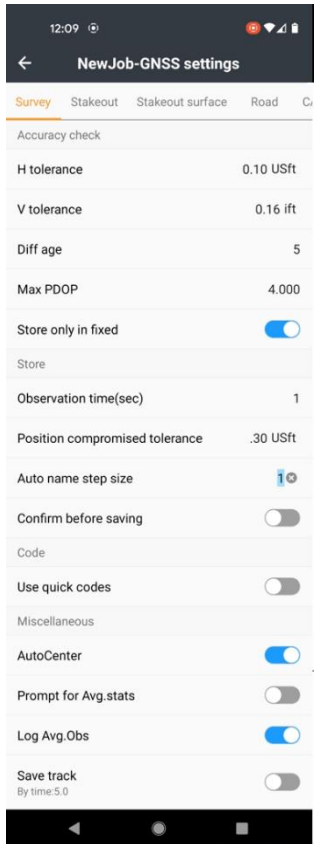 12:09
NewJob-GNSS settings
Survey Stakeout Stakeout surface Road
Accuracy check
H tolerance 0.10 USft
V tolerance 0.16 ift
Diff age 5
Max PDOP 4.000
Store only in fixed
Store
Observation time(sec) 1
Position compromised tolerance .30 USft
Auto name step size 1
Confirm before saving
Code
Use quick codes
Miscellaneous
AutoCenter
Prompt for Avg.stats
Log Avg.Obs
Save track
By time:5.0